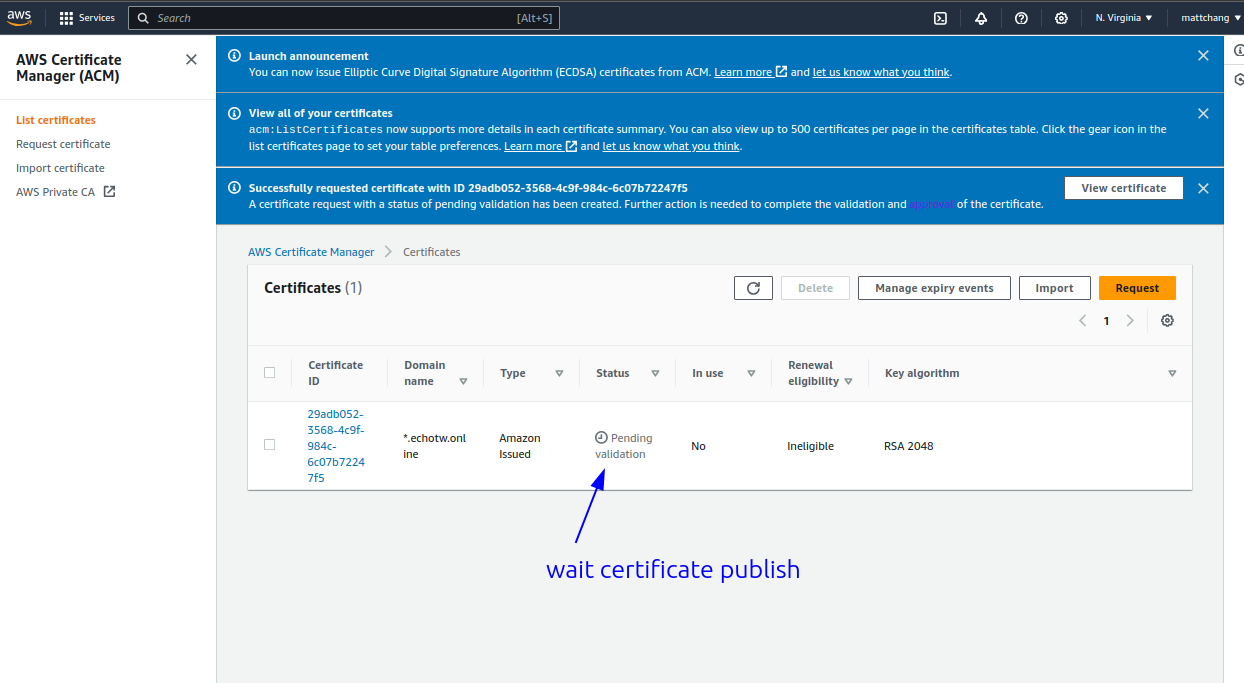 aws Services Search [Alt+S] N. Virginia mattchang
AWS Certificate
Manager (ACM)
List certificates
Request certificate
Import certificate
AWS Private CA
Launch announcement
You can now issue Elliptic Curve Digital Signature Algorithm (ECDSA) certificates from ACM. Learn more and let us know what you think.
View all of your certificates
acm:ListCertificates now supports more details in each certificate summary. You can also view up to 500 certificates per page in the certificates table. Click the gear icon in the
list certificates page to set your table preferences. Learn more and let us know what you think.
Successfully requested certificate with ID 29adb052-3568-4c9f-984c-6c07b72247f5
A certificate request with a status of pending validation has been created. Further action is needed to complete the validation and approval of the certificate.
View certificate
AWS Certificate Manager Certificates
Certificates (1)
Delete Manage expiry events Import Request
1
Certificate
ID
Domain
name
Type
Status
In use
Renewal
eligibility
Key algorithm
29adb052-
3568-4c9f-
984c-
6c07b7224
7f5
*.echotw.onl
ine
Amazon
Issued
Pending
validation
No
Ineligible
RSA 2048
wait certificate publish